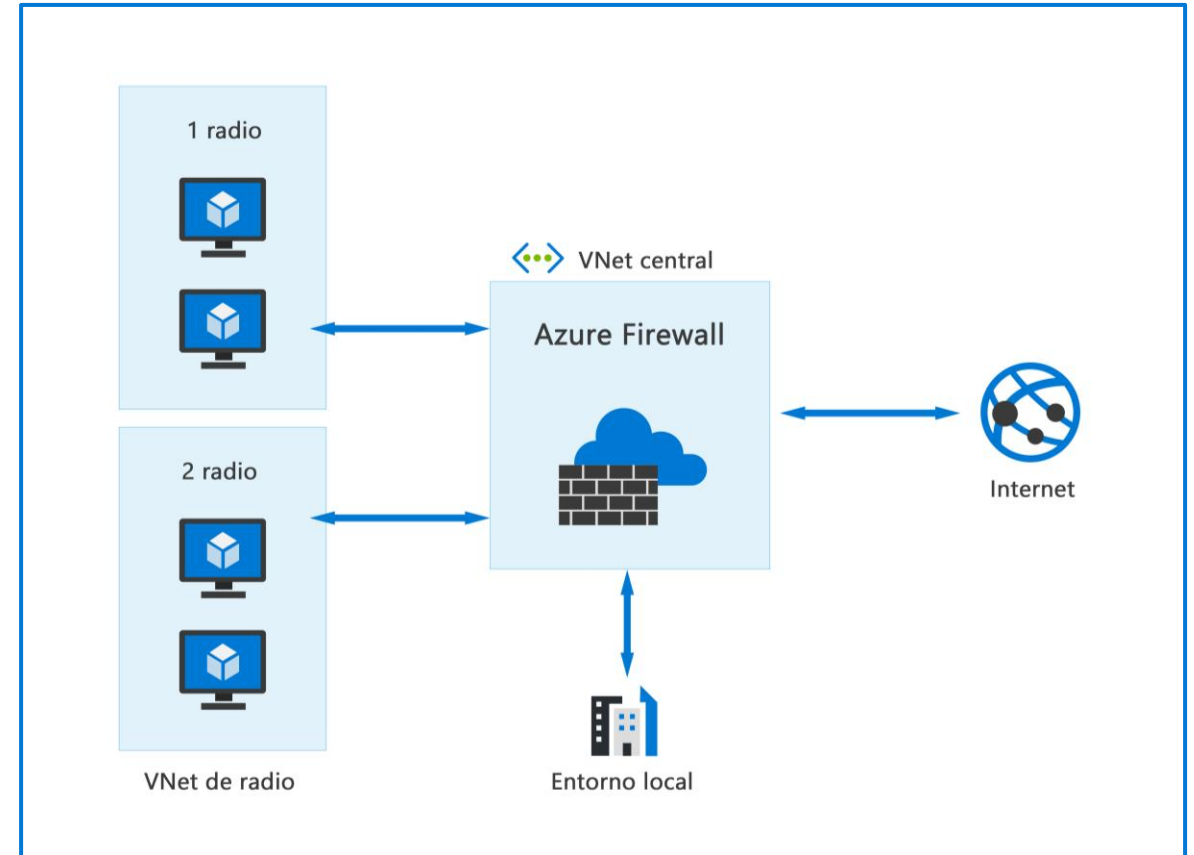 1 radio
VNet central
Azure Firewall
2 radio
Internet
VNet de radio
Entorno local